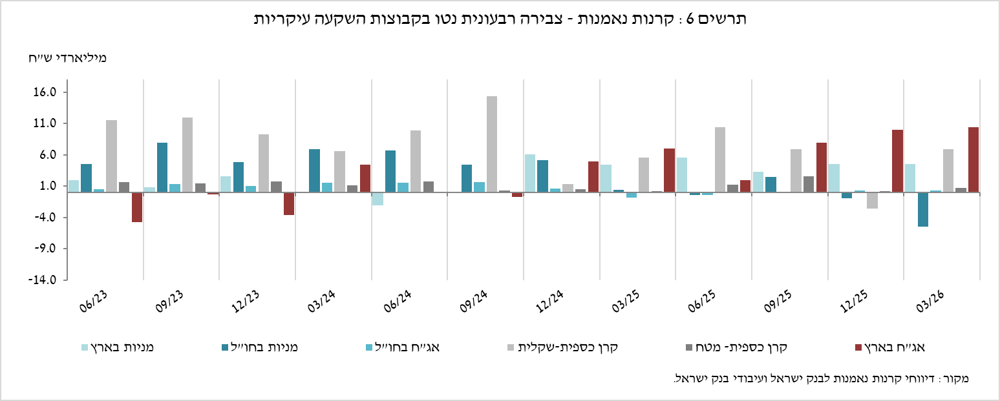 תרשים 6 : קרנות נאמנות - צבירה רבעונית נטו בקבוצות השקעה עיקריות
מיליארדי ש״ח
16.0
11.0
6.0
1.0
-4.0
-9.0
-14.0
06/23 09/23 12/23 03/24 06/24 09/24 12/24 03/25 06/25 09/25 12/25 03/26
מניות בארץ מניות בחו״ל אג״ח בחו״ל קרן כספית-שקלית קרן כספית- מטח אג״ח בארץ
מקור : דיווחי קרנות נאמנות לבנק ישראל ועיבודי בנק ישראל.